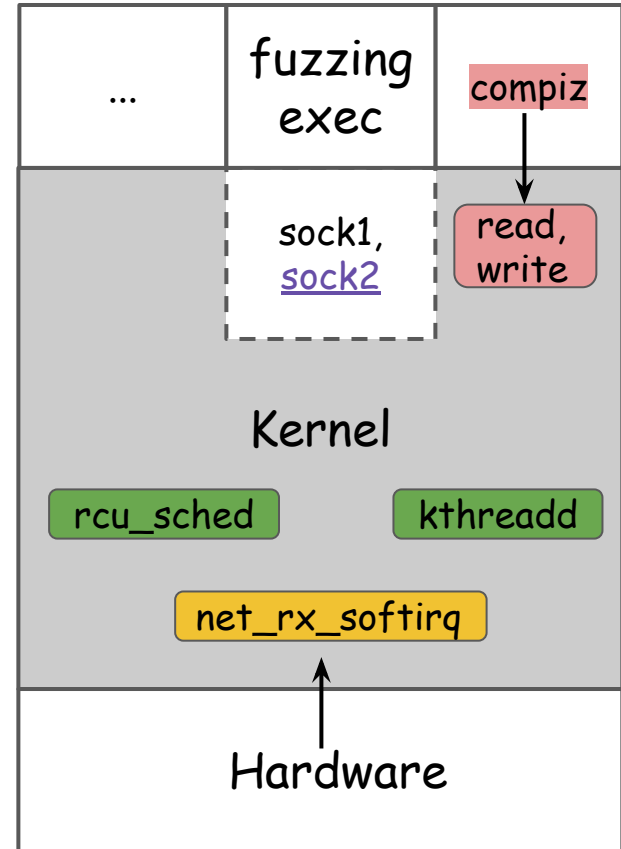 ...
fuzzing
exec
compiz
sock1,
sock2
read,
write
Kernel
rcu_sched
kthreadd
net_rx_softirq
Hardware